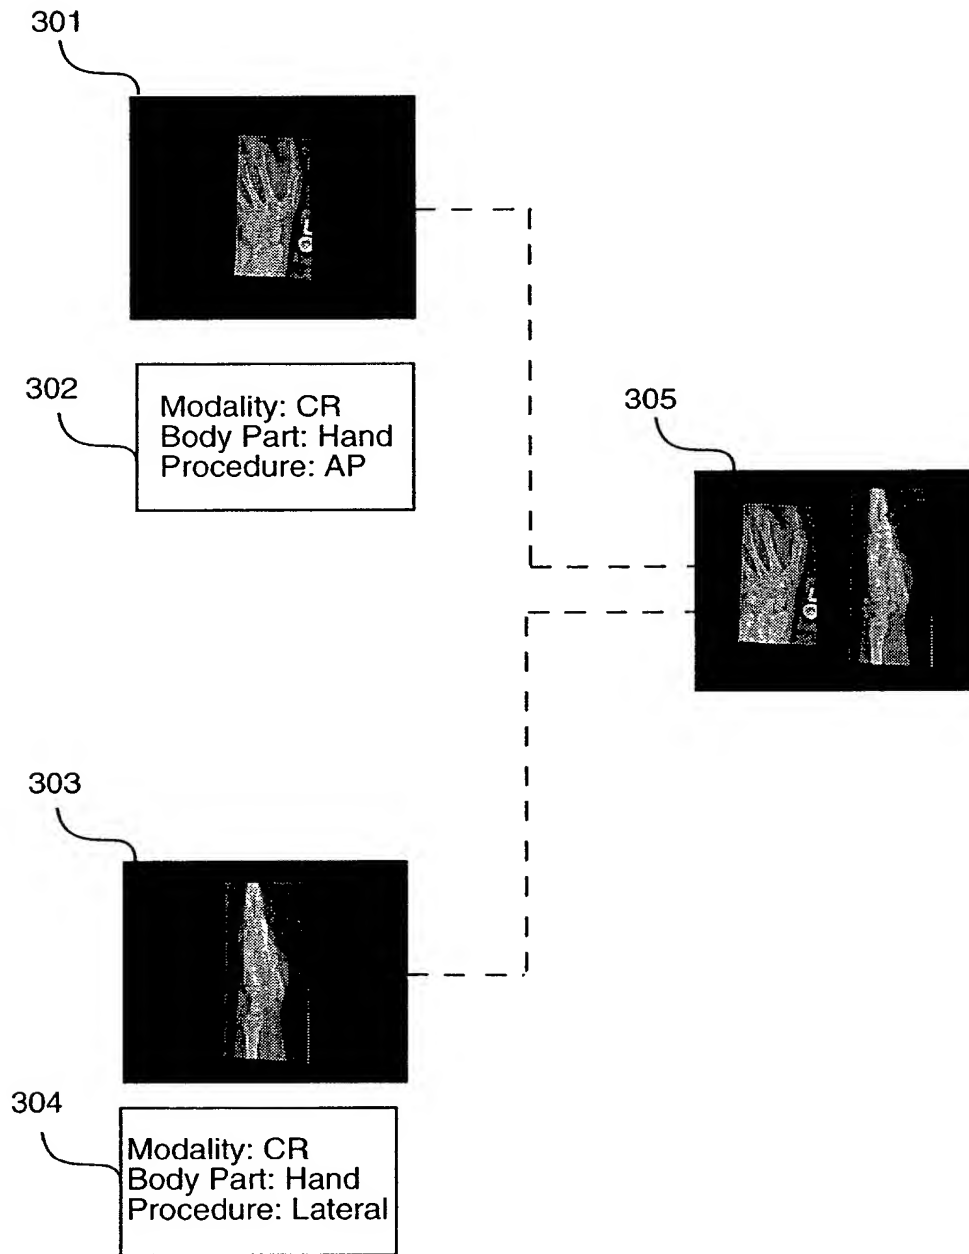 301
302
Modality: CR
Body Part: Hand
Procedure: AP
305
303
304
Modality: CR
Body Part: Hand
Procedure: Lateral